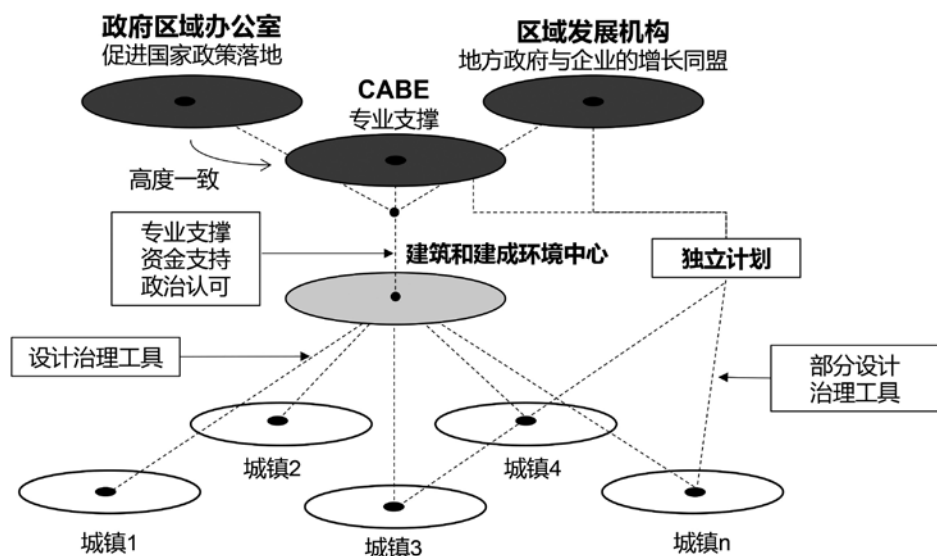 政府区域办公室
促进国家政策落地
区域发展机构
地方政府与企业的增长同盟
CABE
专业支撑
高度一致
专业支撑
资金支持
政治认可
建筑和建成环境中心
独立计划
设计治理工具
部分设计
治理工具
城镇2
城镇4
城镇1
城镇3
城镇n